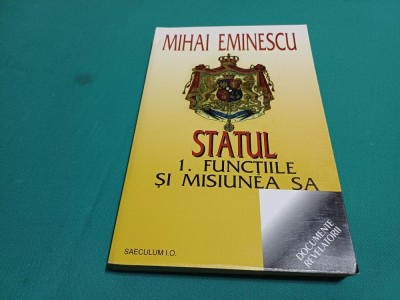 MIHAI EMINESCU
STATUL
1. FUNCȚIILE
ȘI MISIUNEA SA
DOCUMENTE
REVELATORII
SAECULUM I.O.